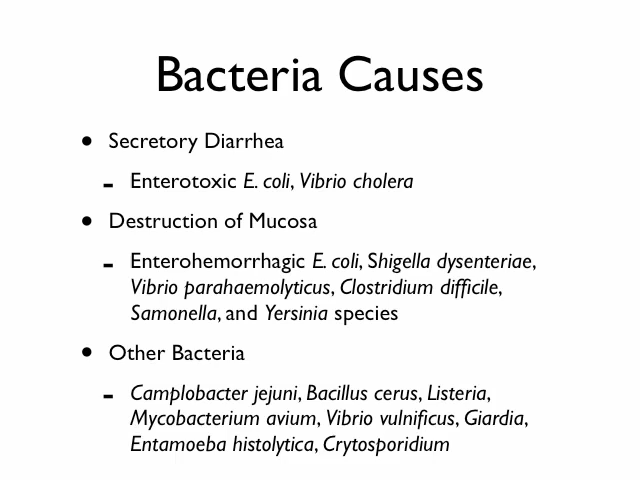 Bacteria Causes
• Secretory Diarrhea
- Enterotoxic E. coli, Vibrio cholera
• Destruction of Mucosa
- Enterohemorrhagic E. coli, Shigella dysenteriae,
Vibrio parahaemolyticus, Clostridium difficile,
Samonella, and Yersinia species
• Other Bacteria
- Camplobacter jejuni, Bacillus cerus, Listeria,
Mycobacterium avium, Vibrio vulnificus, Giardia,
Entamoeba histolytica, Crytosporidium